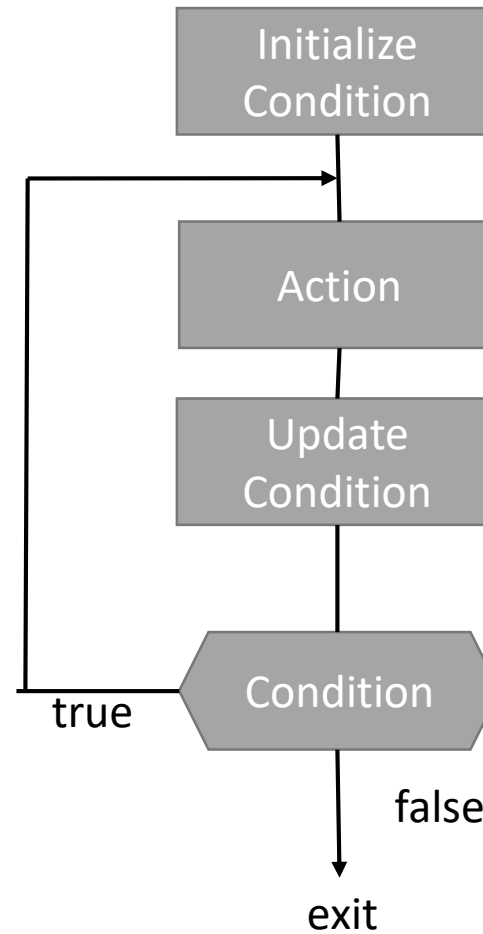 Initialize
Condition
Action
Update
Condition
Condition
true
false
exit